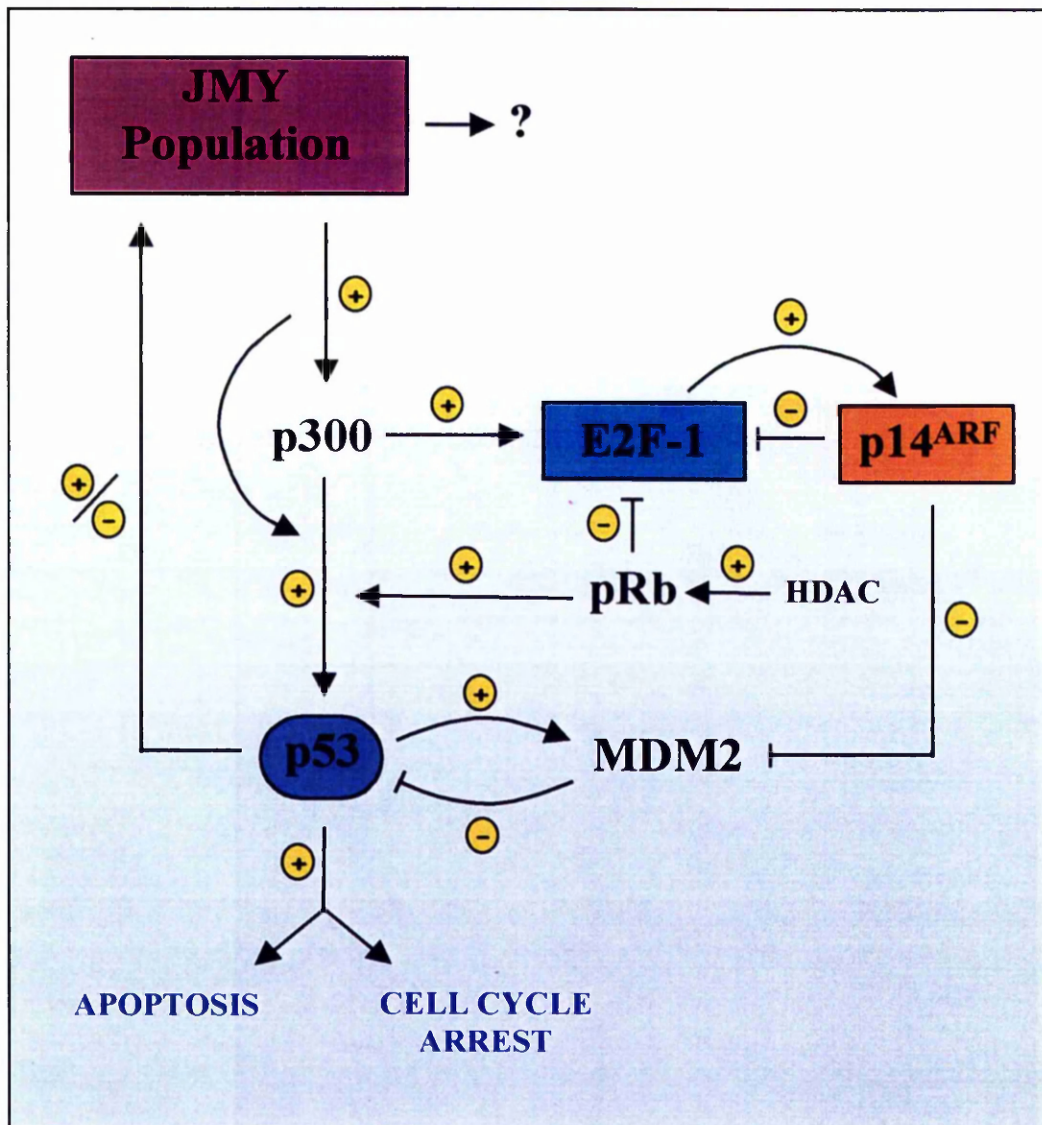 JMY
Population
?
+
+
p300
+
E2F-1
-
p14ARF
+/-
-
+
+
pRb
+
HDAC
-
p53
+
MDM2
-
+
APOPTOSIS
CELL CYCLE
ARREST